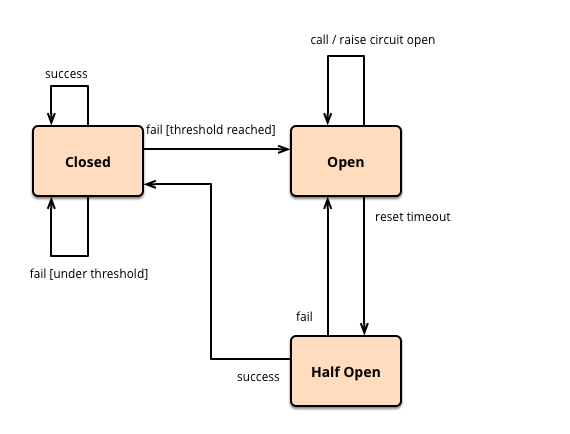 call / raise circuit open
success
fail [threshold reached]
Closed
Open
reset timeout
fail [under threshold]
fail
Half Open
success